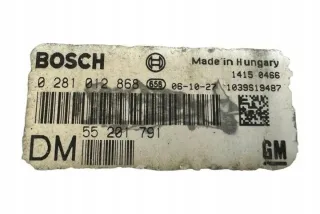 BOSCH
Made in Hungary
1415 0466
0 281 012 868 656 06-10-27 1039S19487
55 201 791
DM
GM